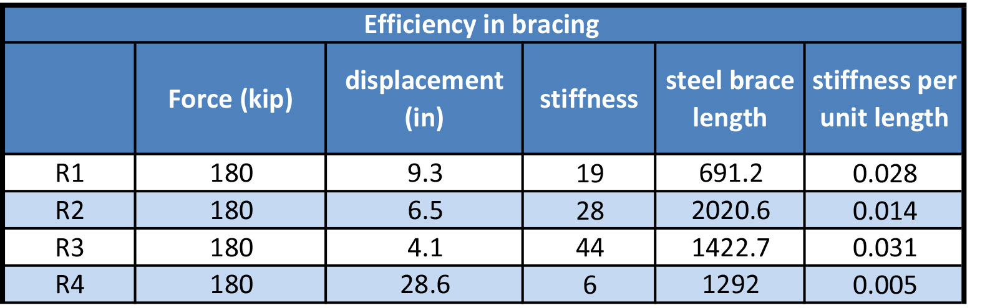 Efficiency in bracing
Force (kip) displacement (in) stiffness steel brace length stiffness per unit length
R1 180 9.3 19 691.2 0.028
R2 180 6.5 28 2020.6 0.014
R3 180 4.1 44 1422.7 0.031
R4 180 28.6 6 1292 0.005